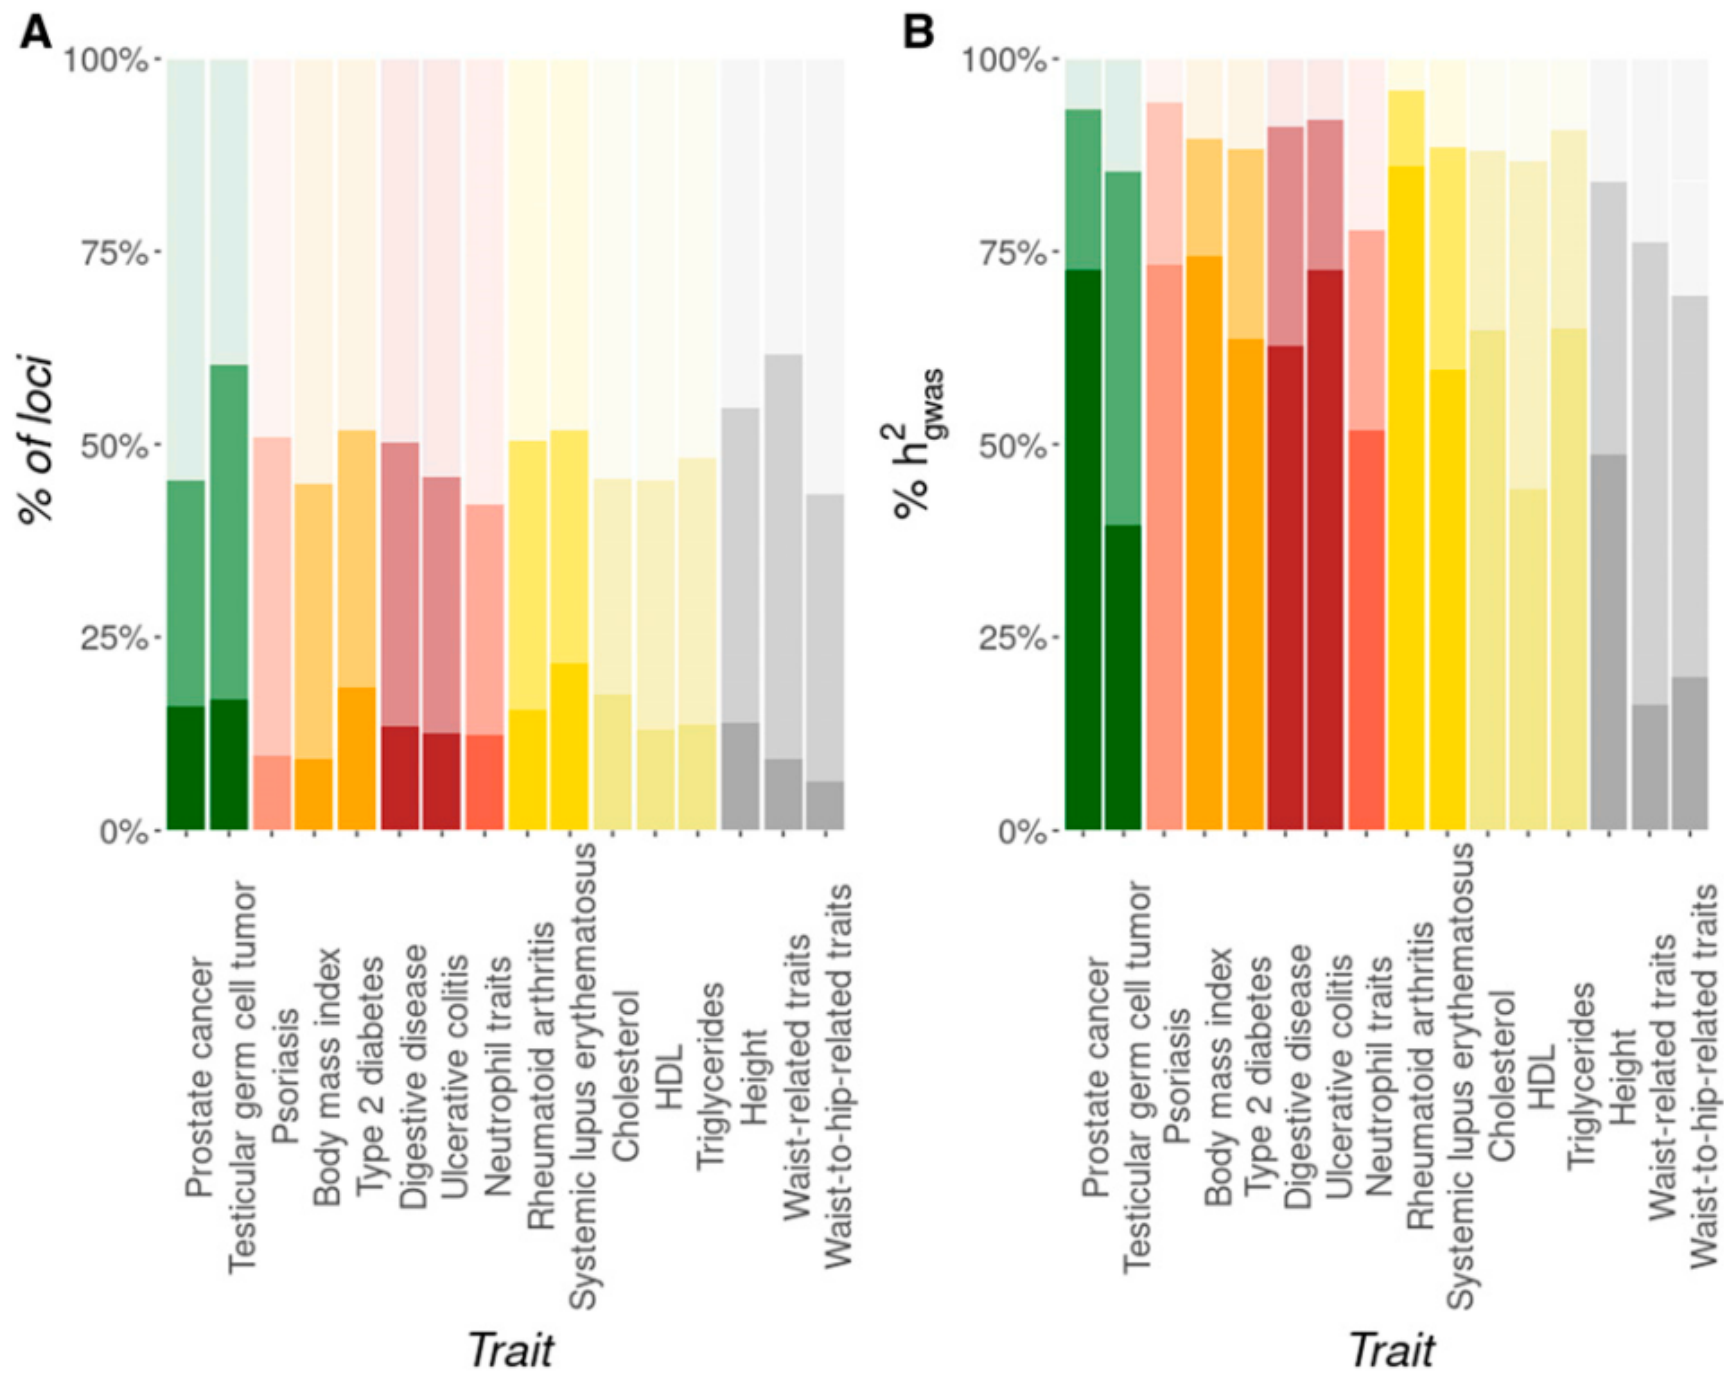 A
100%
75%
50%
25%
0%
% of loci
Prostate cancer
Testicular germ cell tumor
Psoriasis
Body mass index
Type 2 diabetes
Digestive disease
Ulcerative colitis
Neutrophil traits
Rheumatoid arthritis
Systemic lupus erythematosus
Cholesterol
HDL
Triglycerides
Height
Waist-related traits
Waist-to-hip-related traits
Trait
B
100%
75%
50%
25%
0%
% h²gwas
Prostate cancer
Testicular germ cell tumor
Psoriasis
Body mass index
Type 2 diabetes
Digestive disease
Ulcerative colitis
Neutrophil traits
Rheumatoid arthritis
Systemic lupus erythematosus
Cholesterol
HDL
Triglycerides
Height
Waist-related traits
Waist-to-hip-related traits
Trait